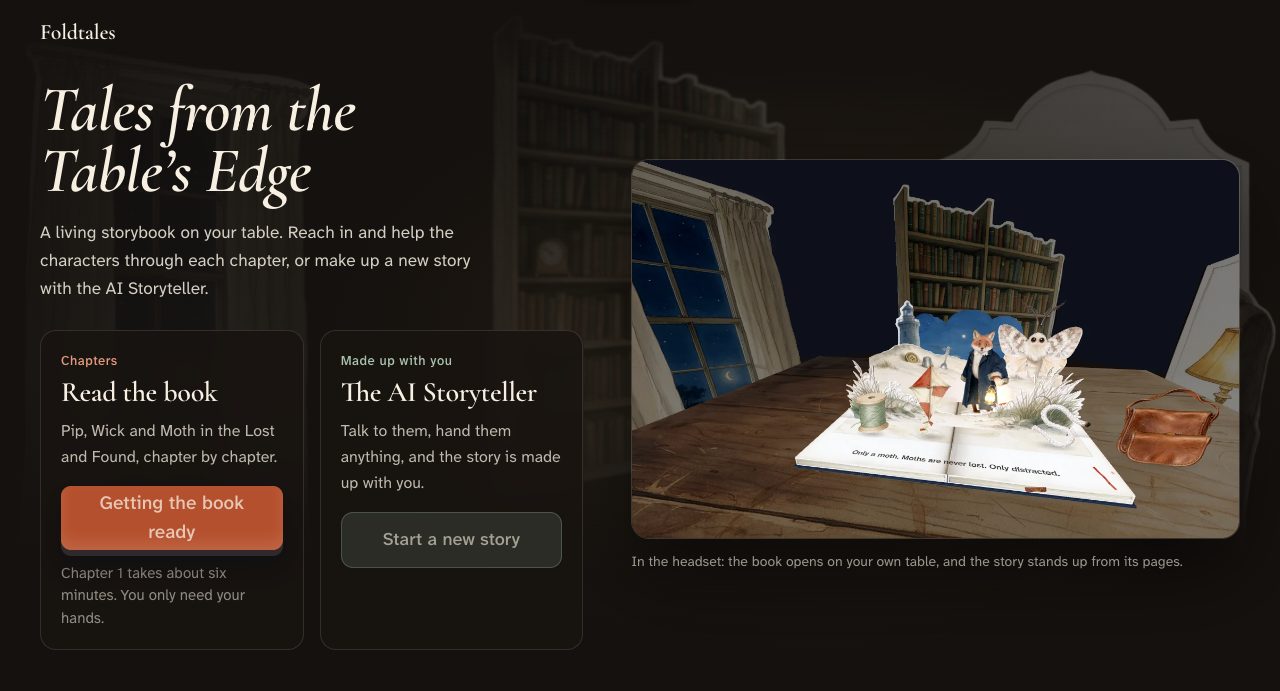 Foldtales
Tales from the
Table’s Edge
A living storybook on your table. Reach in and help the
characters through each chapter, or make up a new story
with the AI Storyteller.
Chapters
Read the book
Pip, Wick and Moth in the Lost
and Found, chapter by chapter.
Getting the book
ready
Chapter 1 takes about six
minutes. You only need your
hands.
Made up with you
The AI Storyteller
Talk to them, hand them
anything, and the story is made
up with you.
Start a new story
Only a moth. Moths are never lost. Only distracted.
In the headset: the book opens on your own table, and the story stands up from its pages.